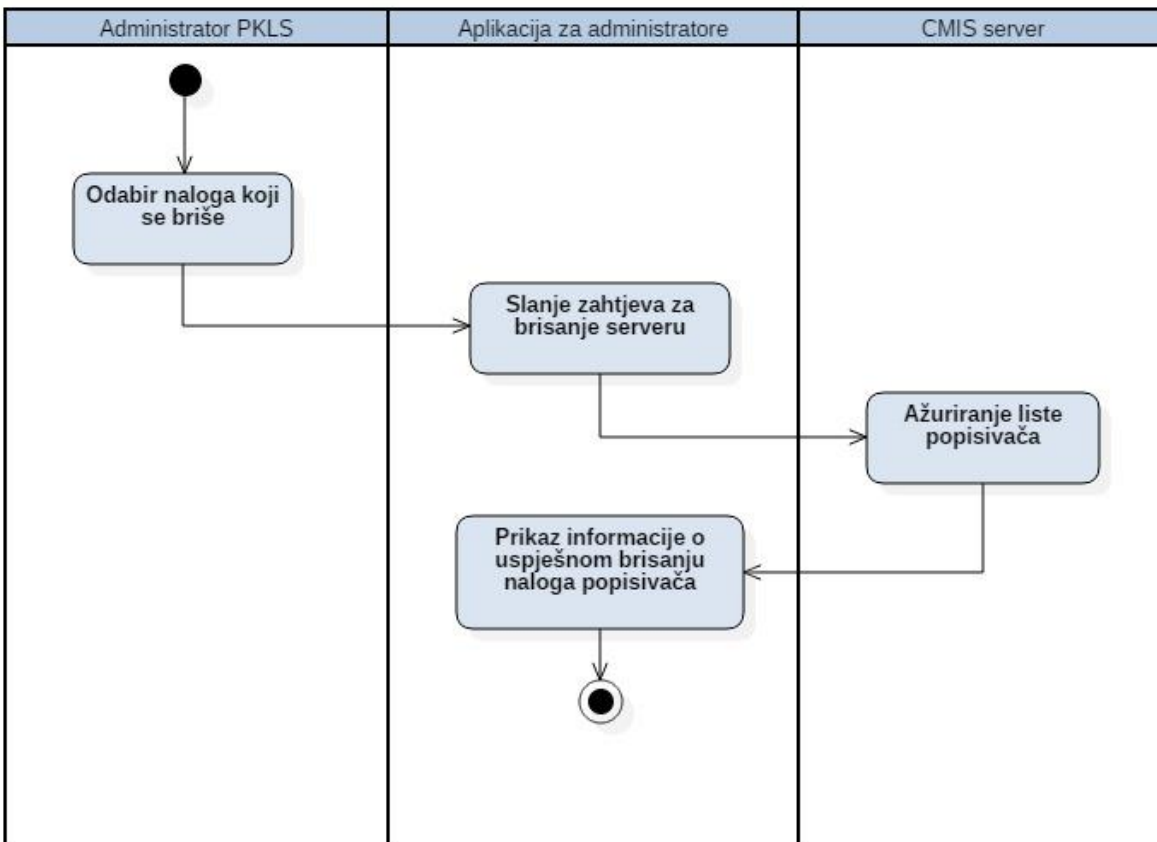 Administrator PKLS
Aplikacija za administratore
CMIS server
Odabir naloga koji
se briše
Slanje zahtjeva za
brisanje serveru
Ažuriranje liste
popisivača
Prikaz informacije o
uspješnom brisanju
naloga popisivača